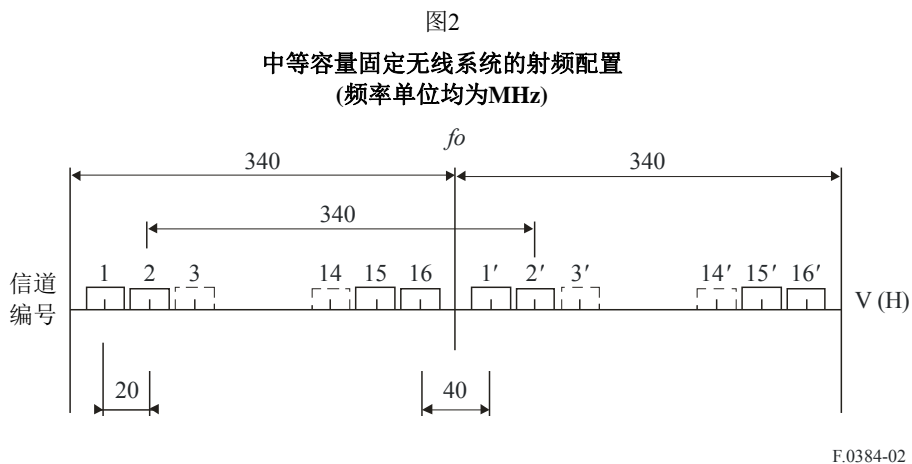 图2
中等容量固定无线系统的射频配置
(频率单位均为MHz)
fo
340 340
340
信道
编号
1 2 3 14 15 16 1′ 2′ 3′ 14′ 15′ 16′
V (H)
20 40
F.0384-02